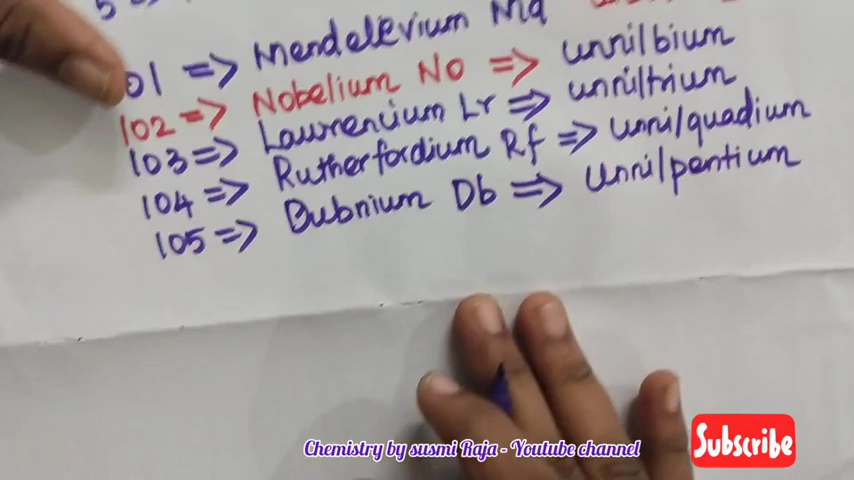 01 => Mendelevium Md
102 => Nobelium No => unnilbium
103 => Lawrencium Lr => unniltrium
104 => Rutherfordium Rf => unnilquadium
105 => Dubnium Db => unnilpentium
Chemistry by susmi Raja - Youtube channel
Subscribe